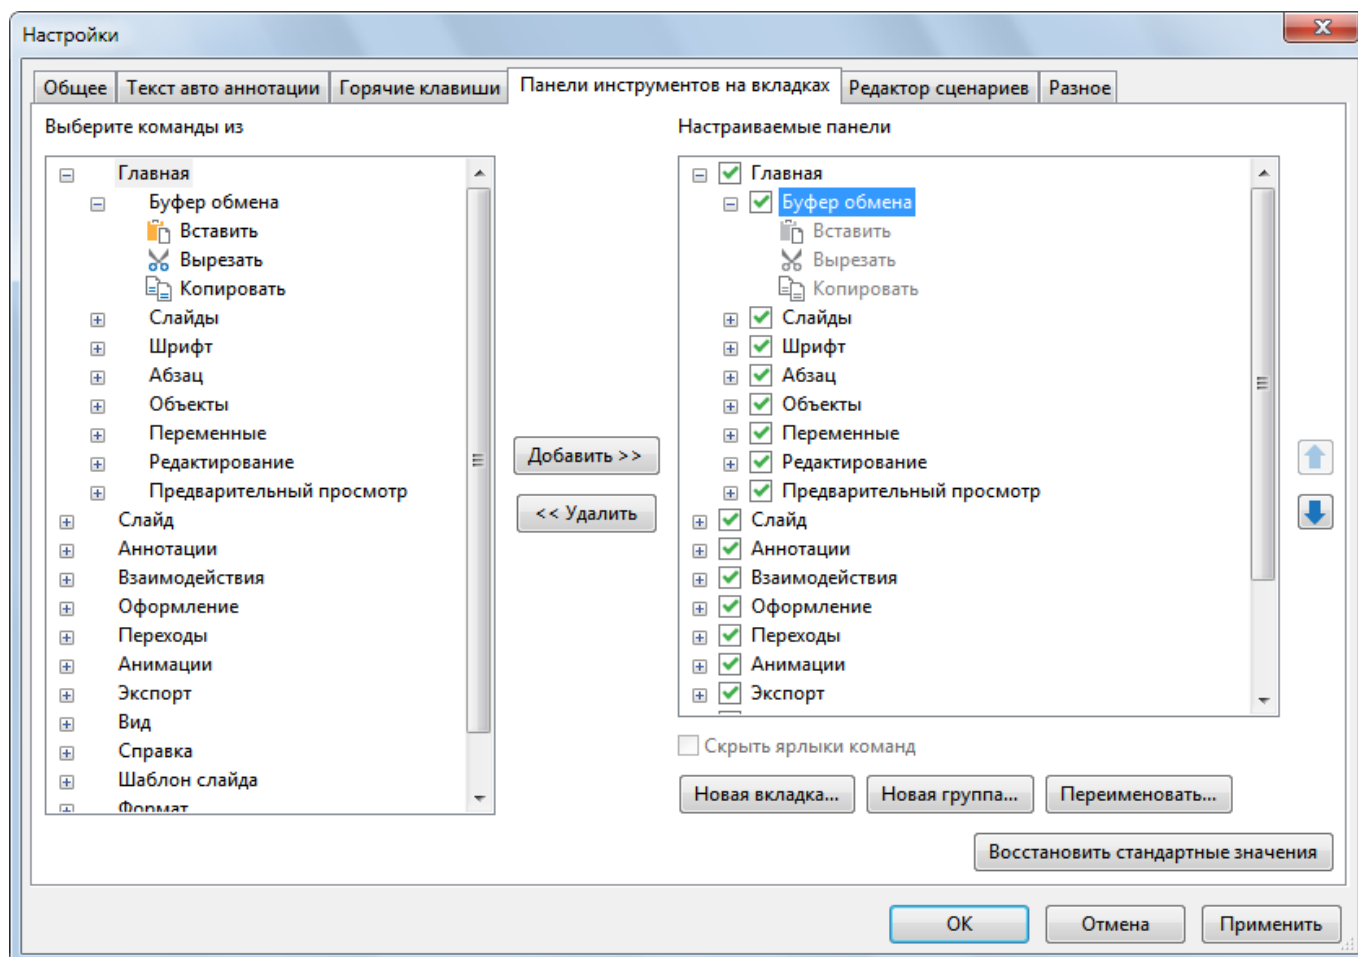 Настройки
X
Общее Текст авто аннотации Горячие клавиши Панели инструментов на вкладках Редактор сценариев Разное
Выберите команды из
Главная
Буфер обмена
Вставить
Вырезать
Копировать
Слайды
Шрифт
Абзац
Объекты
Переменные
Редактирование
Предварительный просмотр
Слайд
Аннотации
Взаимодействия
Оформление
Переходы
Анимации
Экспорт
Вид
Справка
Шаблон слайда
Формат
Добавить >>
<< Удалить
Настраиваемые панели
Главная
Буфер обмена
Вставить
Вырезать
Копировать
Слайды
Шрифт
Абзац
Объекты
Переменные
Редактирование
Предварительный просмотр
Слайд
Аннотации
Взаимодействия
Оформление
Переходы
Анимации
Экспорт
Скрыть ярлыки команд
Новая вкладка... Новая группа... Переименовать...
Восстановить стандартные значения
ОК Отмена Применить